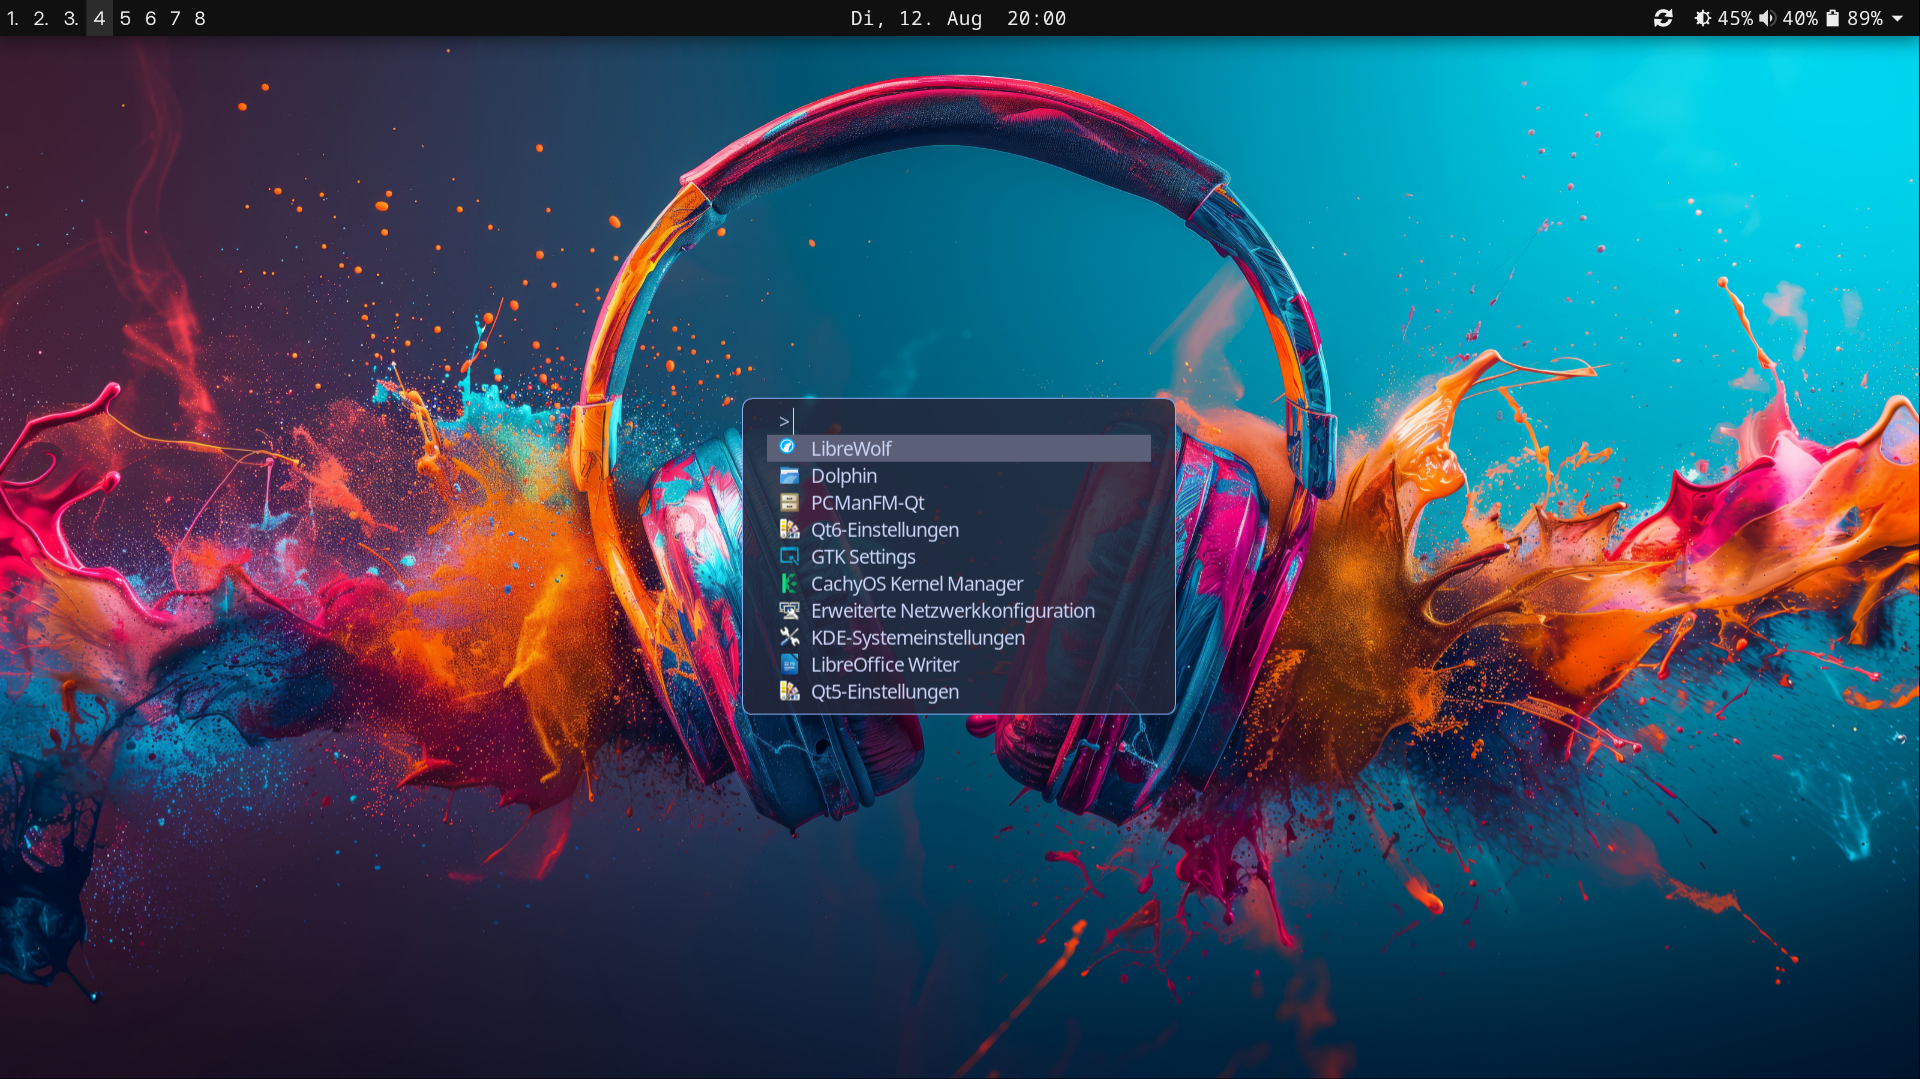 1. 2. 3. 4 5 6 7 8
Di, 12. Aug 20:00
45% 40% 89%
>
LibreWolf
Dolphin
PCManFM-Qt
Qt6-Einstellungen
GTK Settings
CachyOS Kernel Manager
Erweiterte Netzwerkkonfiguration
KDE-Systemeinstellungen
LibreOffice Writer
Qt5-Einstellungen